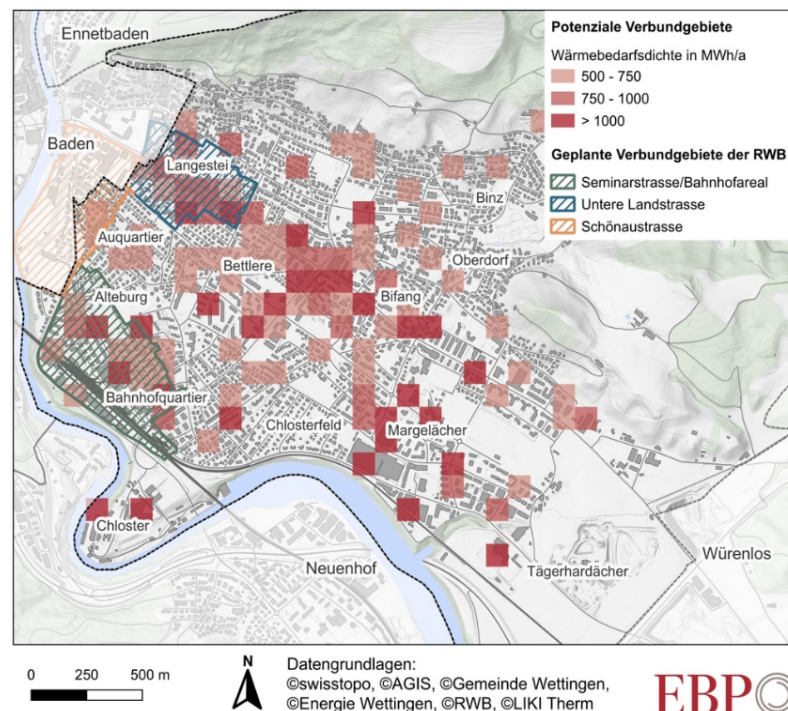 Ennetbaden
Potenziale Verbundgebiete
Wärmebedarfsdichte in MWh/a
500 - 750
750 - 1000
> 1000
Geplante Verbundgebiete der RWB
Seminarstrasse/Bahnhofareal
Untere Landstrasse
Schönaustrasse
Baden
Langestei
Binz
Auquartier
Bettlere
Oberdorf
Alteburg
Bifang
Bahnhofquartier
Chlosterfeld
Margelächer
Chloster
Neuenhof
Tägerhardächer
Würenlos
0 250 500 m
N
Datengrundlagen:
©swisstopo, ©AGIS, ©Gemeinde Wettingen,
©Energie Wettingen, ©RWB, ©LIKI Therm
EBP